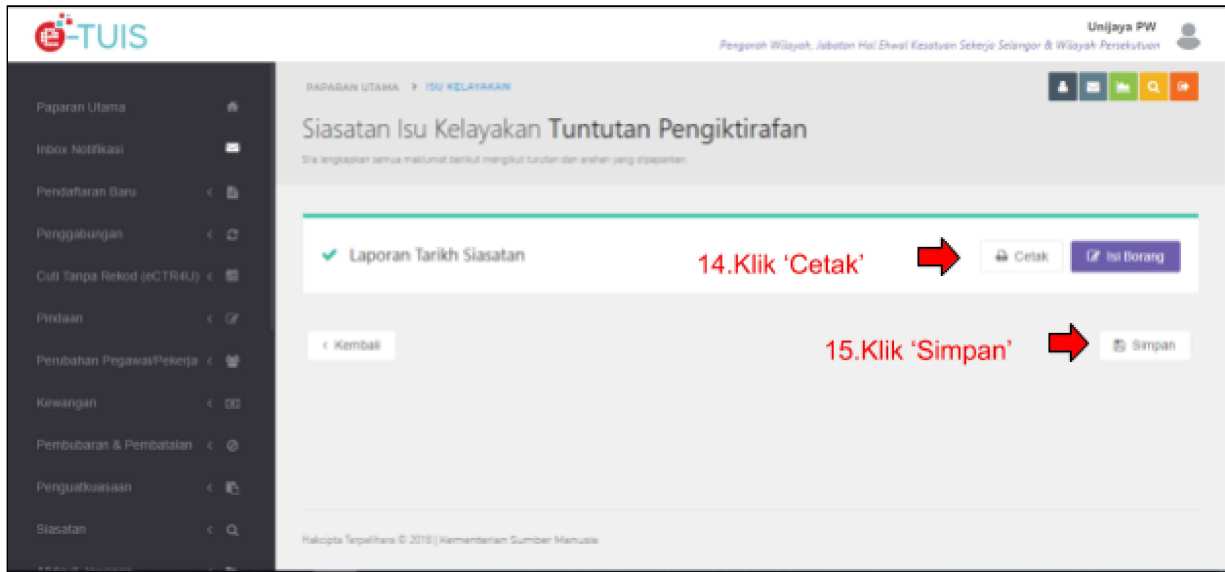 e-TUIS
Unijaya PW
Pengarah Wilayah, Jabatan Hal Ehwal Kesatuan Sekerja Selangor & Wilayah Persekutuan
PAPARAN UTAMA > ISU KELAYAKAN
Siasatan Isu Kelayakan Tuntutan Pengiktirafan
Sila lengkapkan semua maklumat berikut mengikut turutan dan arahan yang dipaparkan.
Paparan Utama
Inbox Notifikasi
Pendaftaran Baru
Penggabungan
Cuti Tanpa Rekod (eCTR4U)
Pindaan
Perubahan Pegawai/Pekerja
Kewangan
Pembubaran & Pembatalan
Penguatkuasaan
Siasatan
Laporan Tarikh Siasatan
14.Klik ‘Cetak’
Cetak
Isi Borang
< Kembali
15.Klik ‘Simpan’
Simpan
Hakcipta Terpelihara © 2018 | Kementerian Sumber Manusia